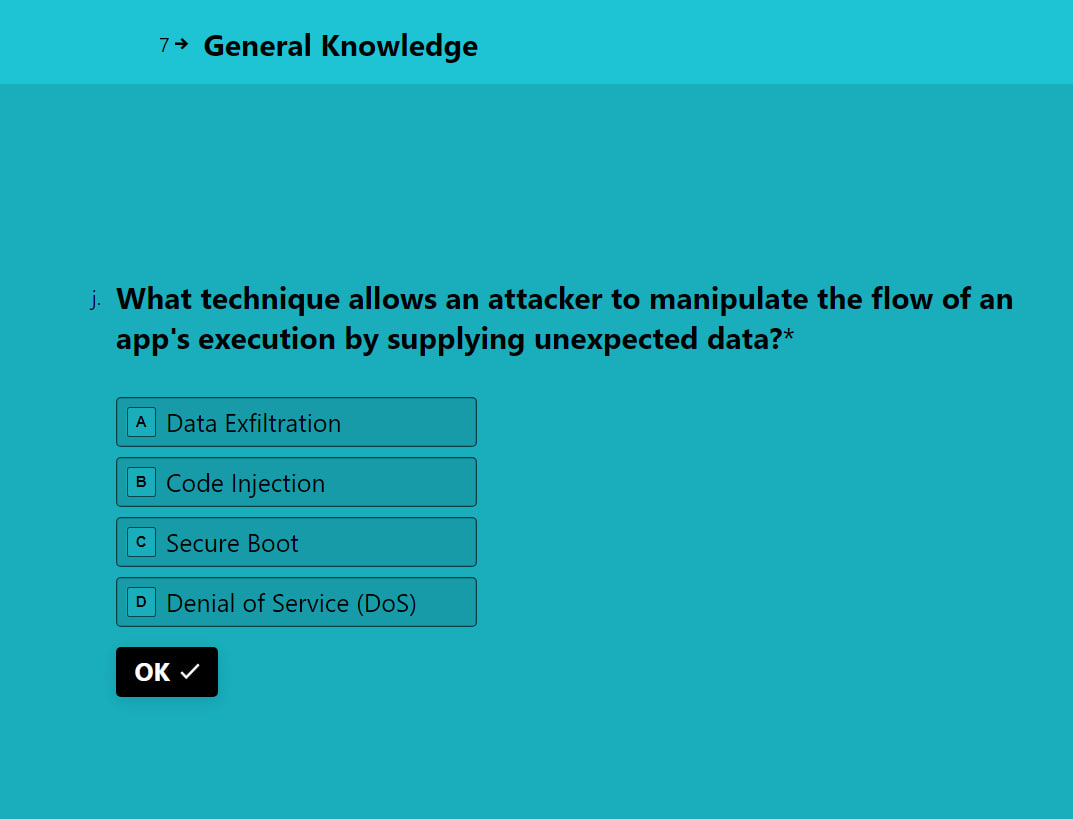 7→ General Knowledge
j. What technique allows an attacker to manipulate the flow of an
app's execution by supplying unexpected data?*
A Data Exfiltration
B Code Injection
C Secure Boot
D Denial of Service (DoS)
OK ✓